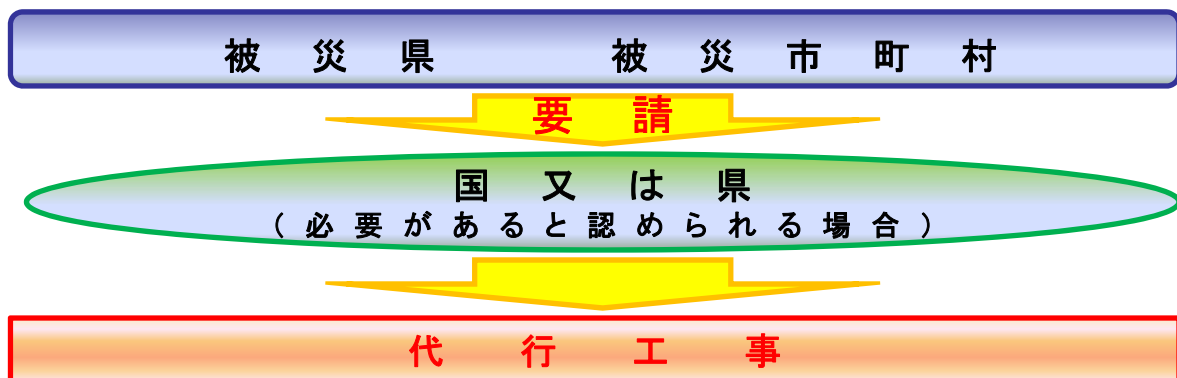 被災県　被災市町村
要請
国又は県
（必要があると認められる場合）
代行工事